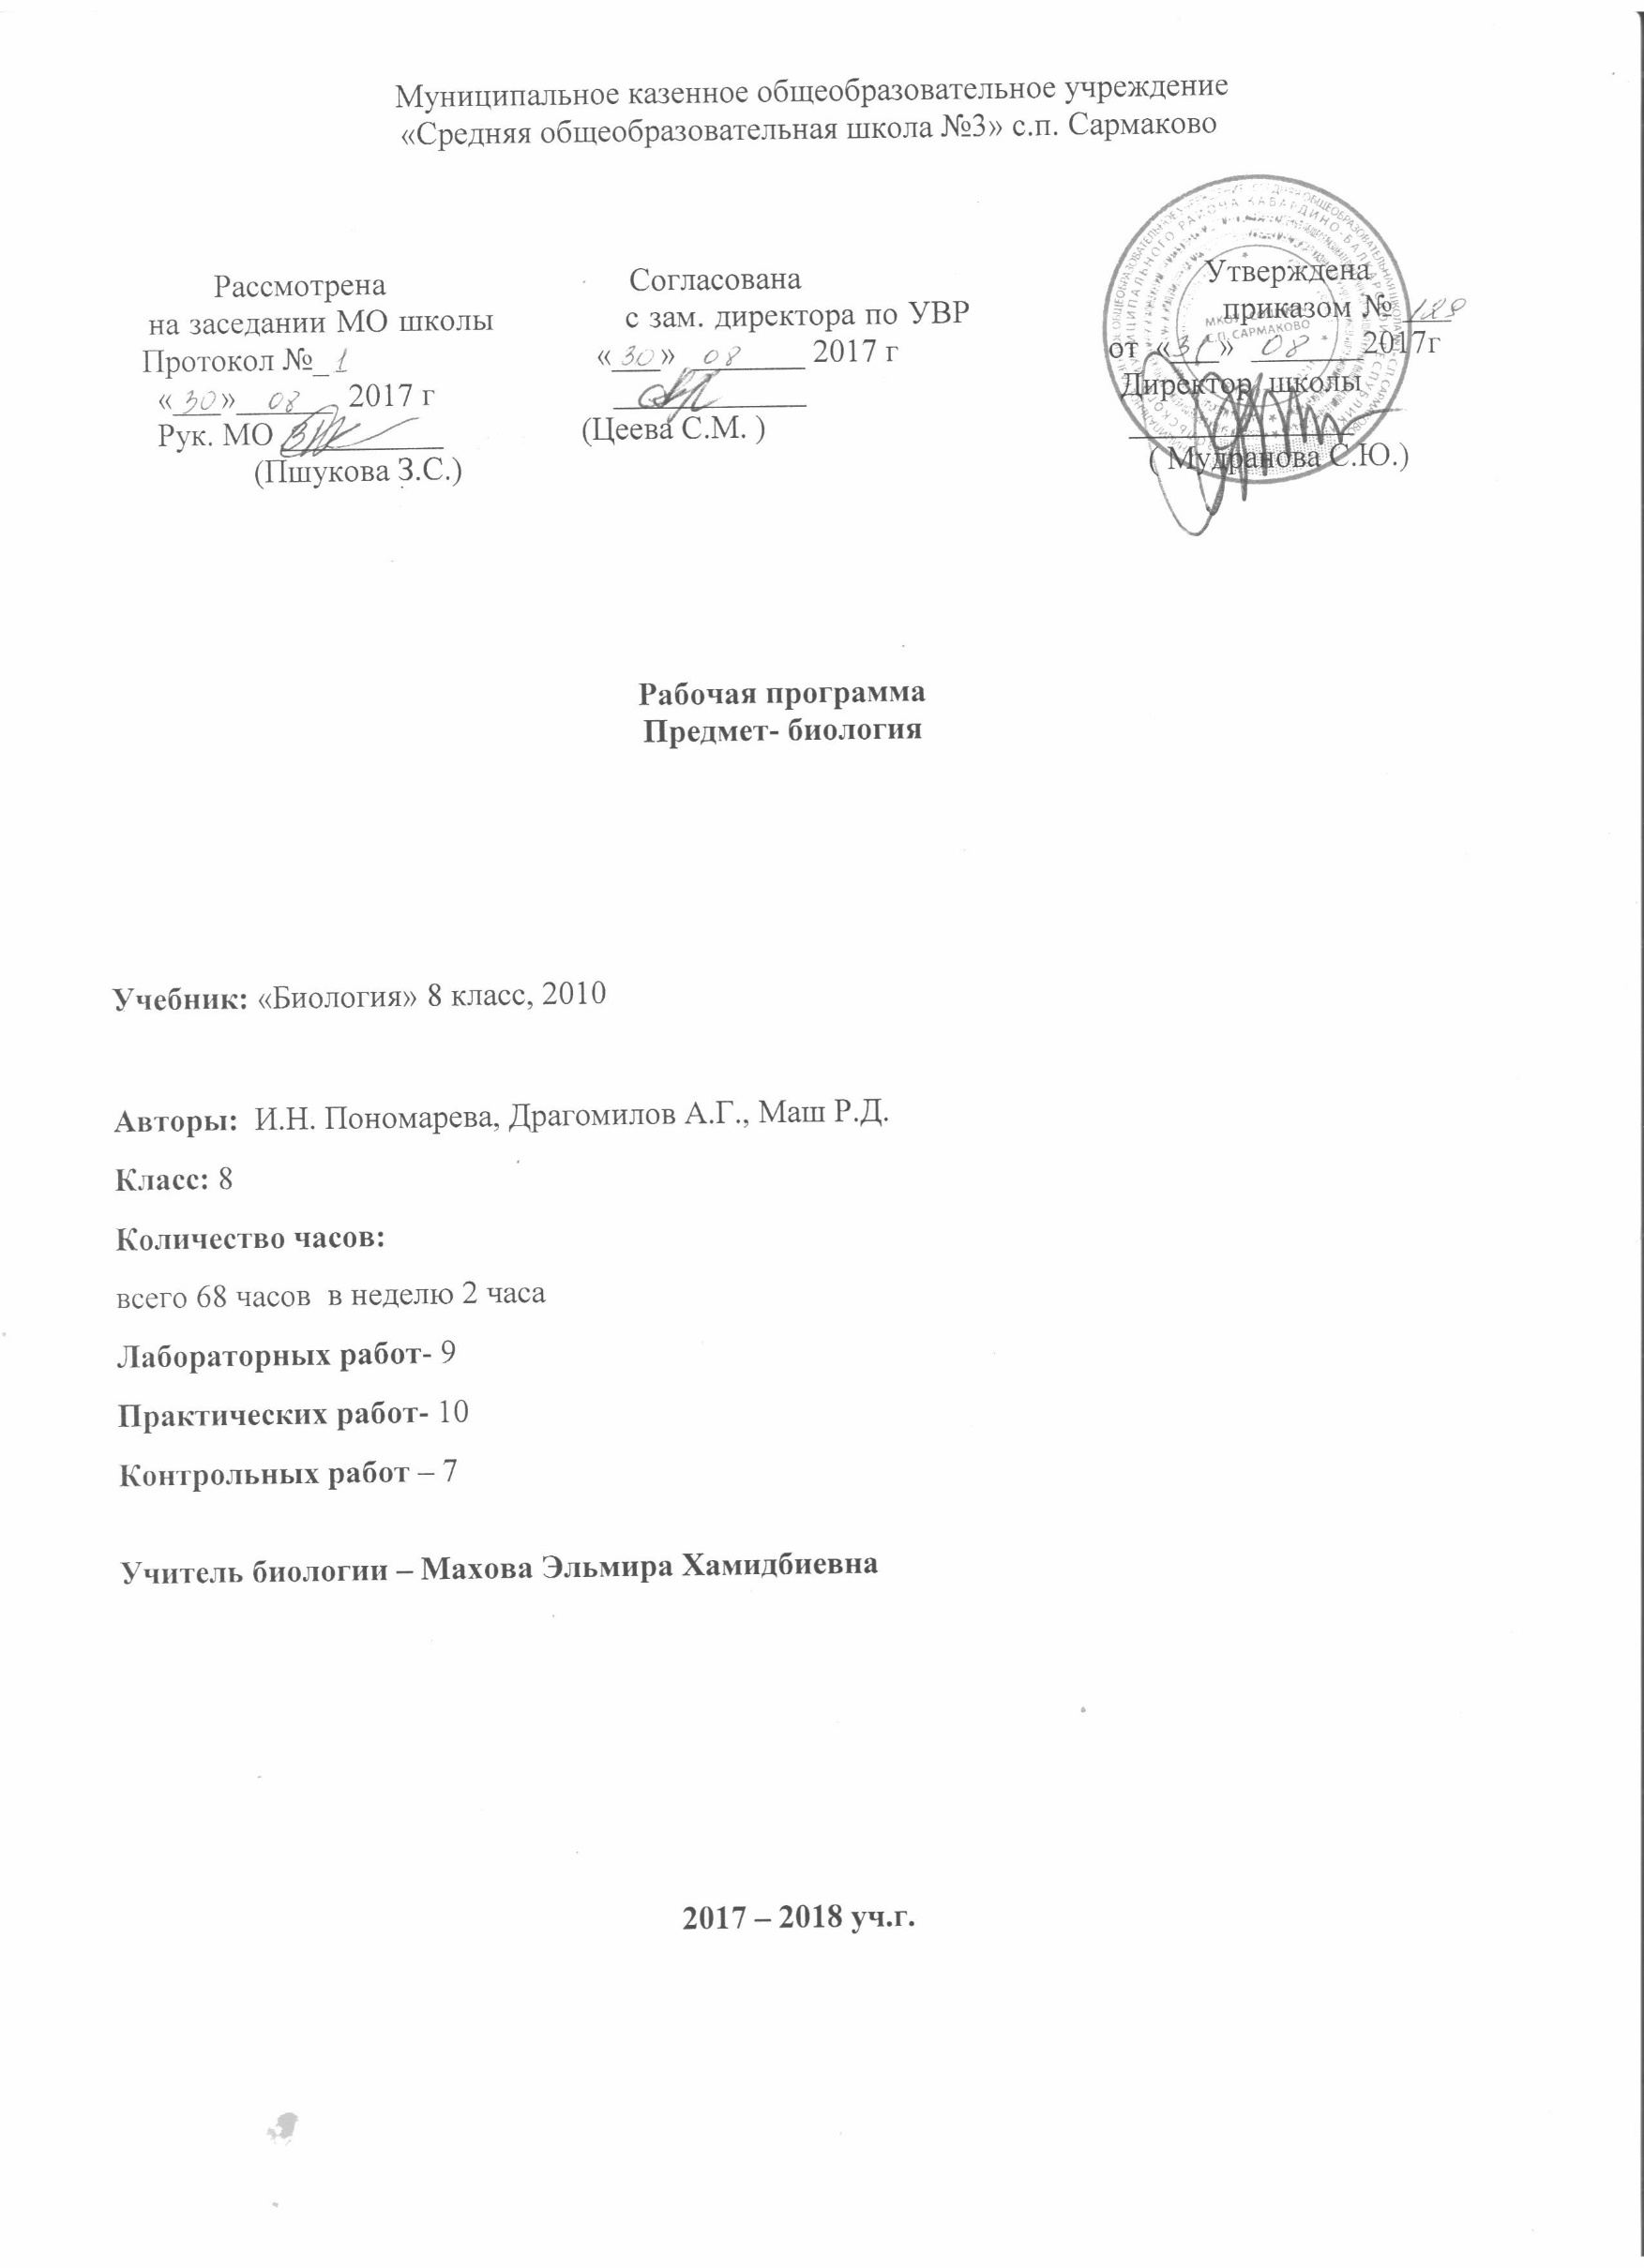 Муниципальное казенное общеобразовательное учреждение
«Средняя общеобразовательная школа №3» с.п. Сармаково
Рассмотрена
на заседании МО школы
Протокол №_1
«30» 08 2017 г
Рук. МО
(Пшукова З.С.)
Согласована
с зам. директора по УВР
«30» 08 2017 г
(Цеева С.М. )
Утверждена
приказом №
от «31» 08 2017г
Директор школы
( Мудранова С.Ю.)
С.П. САРМАКОВО
Рабочая программа
Предмет- биология
Учебник: «Биология» 8 класс, 2010
Авторы: И.Н. Пономарева, Драгомилов А.Г., Маш Р.Д.
Класс: 8
Количество часов:
всего 68 часов в неделю 2 часа
Лабораторных работ- 9
Практических работ- 10
Контрольных работ – 7
Учитель биологии – Махова Эльмира Хамидбиевна
2017 – 2018 уч.г.